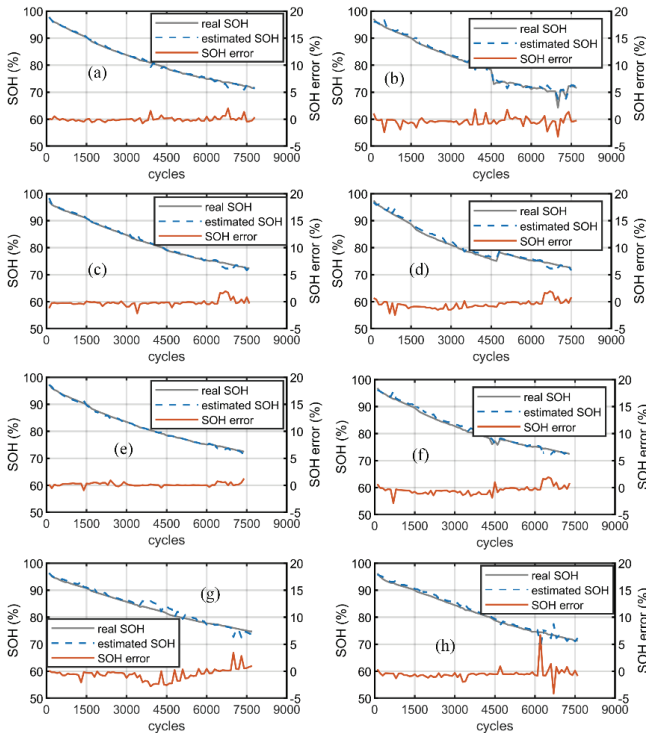 100 90 80 70 60 50
SOH (%)
real SOH
estimated SOH
SOH error
(a)
20 15 10 5 0 -5
SOH error (%)
0 1500 3000 4500 6000 7500 9000
cycles
100 90 80 70 60 50
SOH (%)
real SOH
estimated SOH
SOH error
(b)
20 15 10 5 0 -5
SOH error (%)
0 1500 3000 4500 6000 7500 9000
cycles
100 90 80 70 60 50
SOH (%)
real SOH
estimated SOH
SOH error
(c)
20 15 10 5 0 -5
SOH error (%)
0 1500 3000 4500 6000 7500 9000
cycles
100 90 80 70 60 50
SOH (%)
real SOH
estimated SOH
SOH error
(d)
20 15 10 5 0 -5
SOH error (%)
0 1500 3000 4500 6000 7500 9000
cycles
100 90 80 70 60 50
SOH (%)
real SOH
estimated SOH
SOH error
(e)
20 15 10 5 0 -5
SOH error (%)
0 1500 3000 4500 6000 7500 9000
cycles
100 90 80 70 60 50
SOH (%)
real SOH
estimated SOH
SOH error
(f)
20 15 10 5 0 -5
SOH error (%)
0 1500 3000 4500 6000 7500 9000
cycles
100 90 80 70 60 50
SOH (%)
(g)
real SOH
estimated SOH
SOH error
20 15 10 5 0 -5
SOH error (%)
0 1500 3000 4500 6000 7500 9000
cycles
100 90 80 70 60 50
SOH (%)
real SOH
estimated SOH
SOH error
(h)
20 15 10 5 0 -5
SOH error (%)
0 1500 3000 4500 6000 7500 9000
cycles